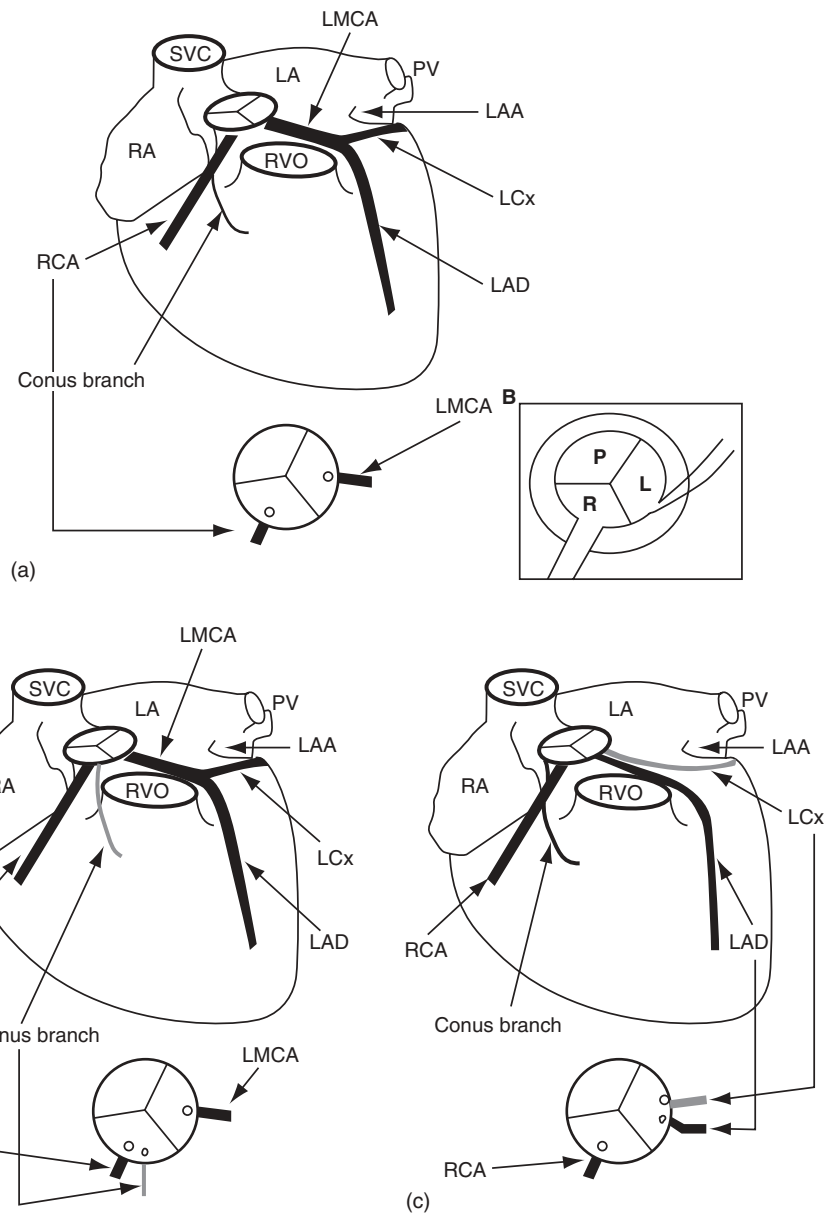 LMCA
SVC
LA
PV
LAA
RA
RVO
LCx
RCA
LAD
Conus branch
LMCA
B
P
L
R
(a)
LMCA
SVC
LA
PV
LAA
RVO
LCx
LAD
nus branch
LMCA
SVC
LA
PV
LAA
RA
RVO
LCx
RCA
LAD
Conus branch
RCA
(c)